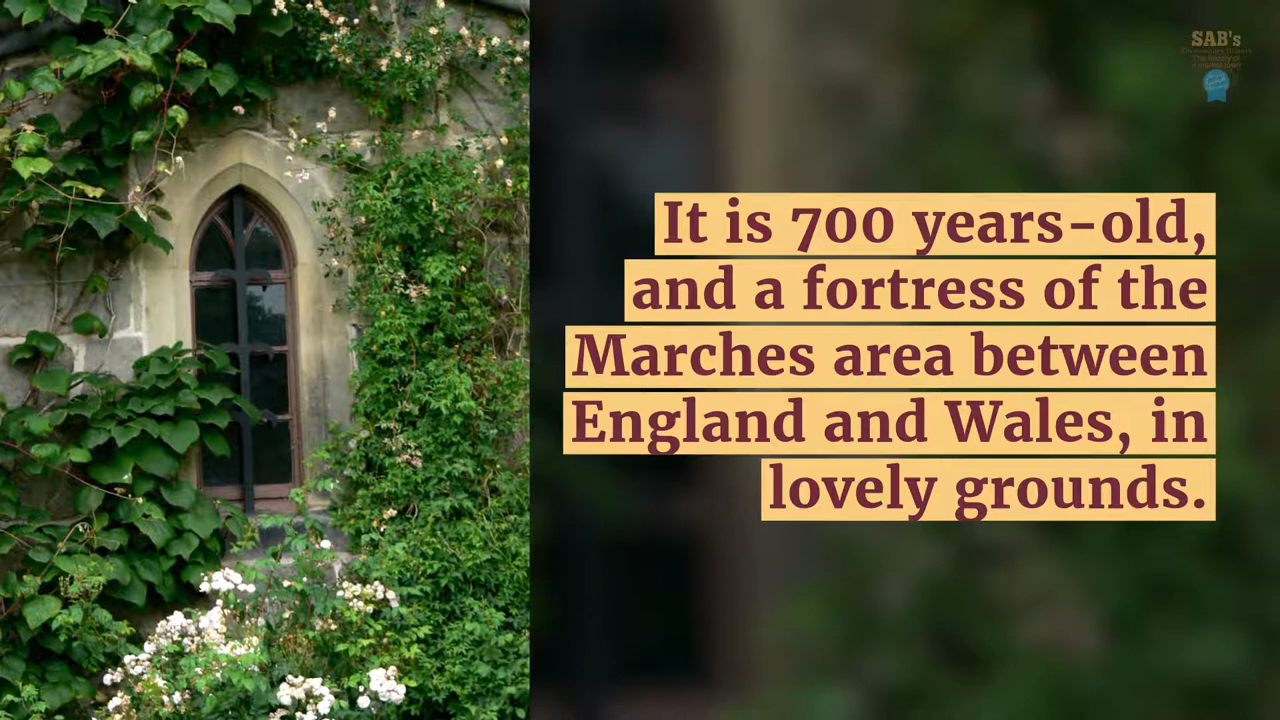 SAB's
It is 700 years-old,
and a fortress of the
Marches area between
England and Wales, in
lovely grounds.